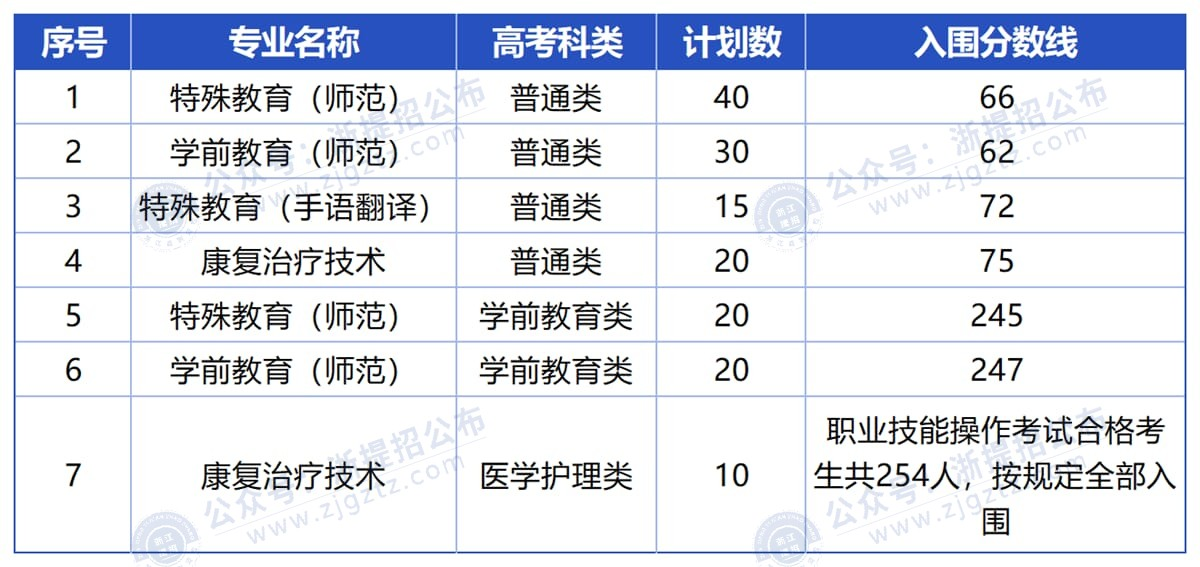 序号 专业名称 高考科类 计划数 入围分数线
1 特殊教育（师范） 普通类 40 66
2 学前教育（师范） 普通类 30 62
3 特殊教育（手语翻译） 普通类 15 72
4 康复治疗技术 普通类 20 75
5 特殊教育（师范） 学前教育类 20 245
6 学前教育（师范） 学前教育类 20 247
7 康复治疗技术 医学护理类 10 职业技能操作考试合格考
生共254人，按规定全部入
围
公众号：浙提招公布
www.zjgztz.com
公众号：浙提招公布
www.zjgztz.com
公众号：浙提招公布
www.zjgztz.com
公众号：浙提招公布
www.zjgztz.com